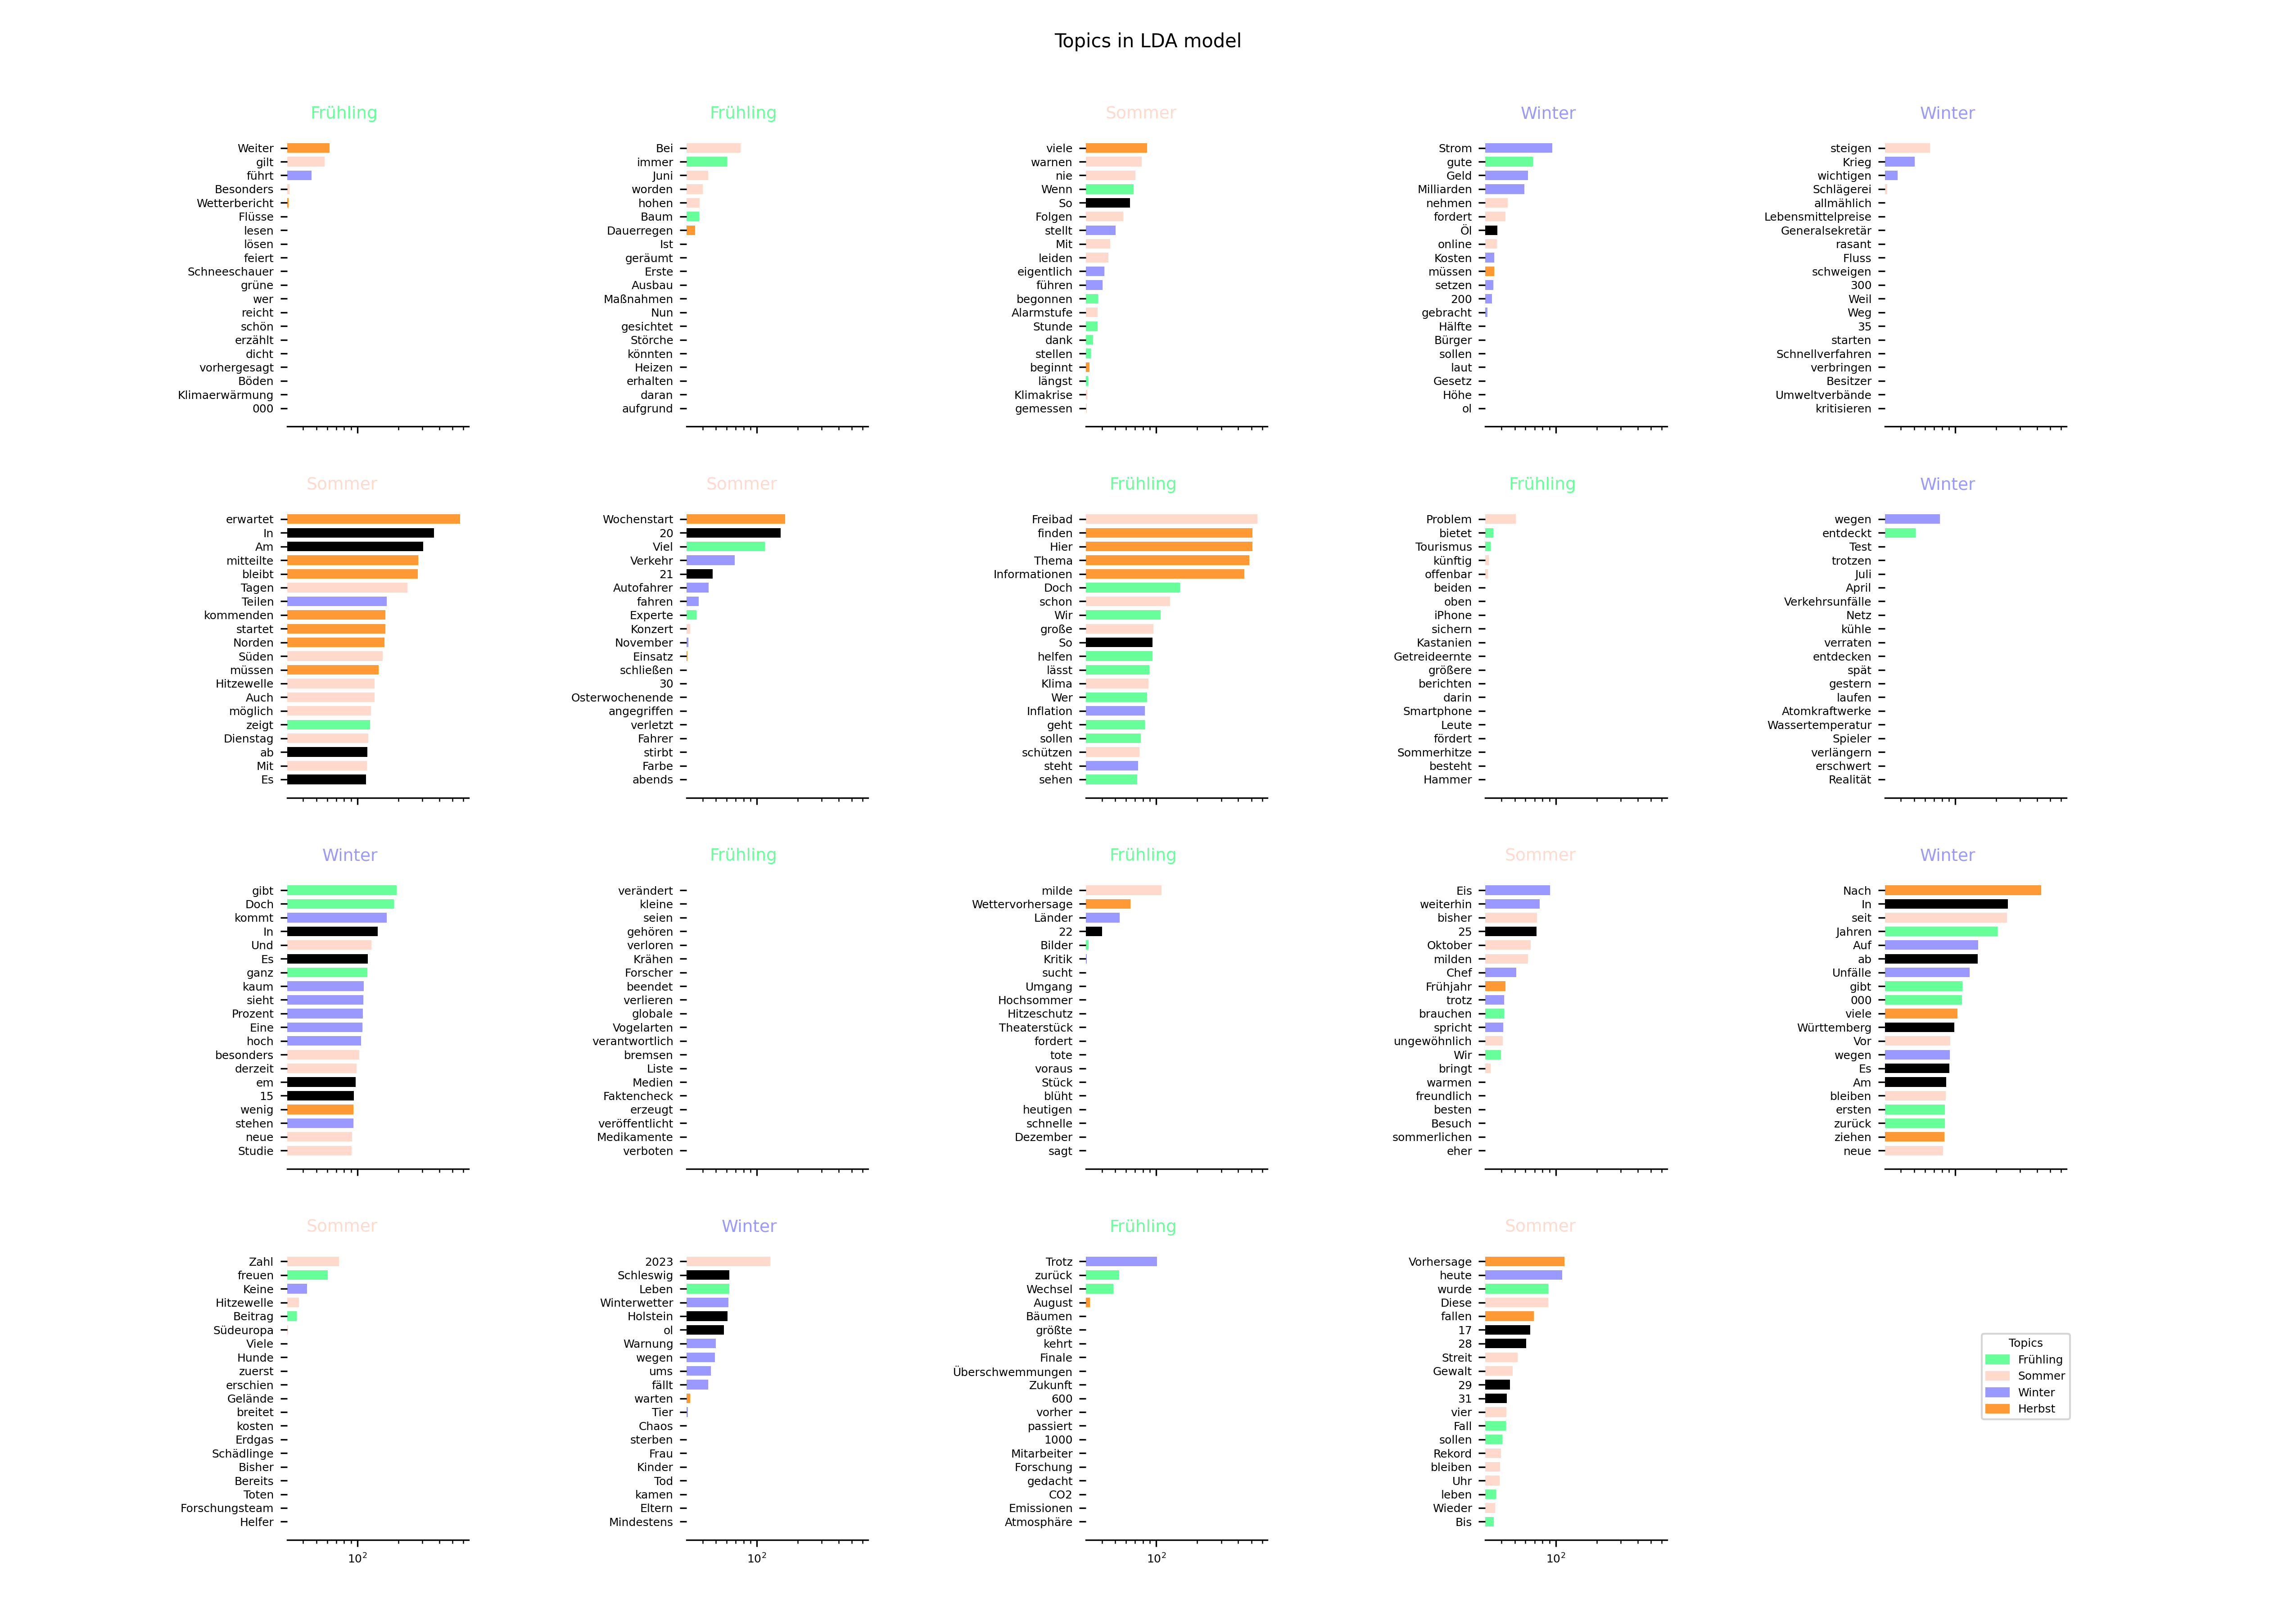 Topics in LDA model
Frühling
Weiter
gilt
führt
Besonders
Wetterbericht
Flüsse
lesen
lösen
feiert
Schneeschauer
grüne
wer
reicht
schön
erzählt
dicht
vorhergesagt
Böden
Klimaerwärmung
000
Frühling
Bei
immer
Juni
worden
hohen
Baum
Dauerregen
Ist
geräumt
Erste
Ausbau
Maßnahmen
Nun
gesichtet
Störche
könnten
Heizen
erhalten
daran
aufgrund
Sommer
viele
warnen
nie
Wenn
So
Folgen
stellt
Mit
leiden
eigentlich
führen
begonnen
Alarmstufe
Stunde
dank
stellen
beginnt
längst
Klimakrise
gemessen
Winter
Strom
gute
Geld
Milliarden
nehmen
fordert
Öl
online
Kosten
müssen
setzen
200
gebracht
Hälfte
Bürger
sollen
laut
Gesetz
Höhe
ol
Winter
steigen
Krieg
wichtigen
Schlägerei
allmählich
Lebensmittelpreise
Generalsekretär
rasant
Fluss
schweigen
300
Weil
Weg
35
starten
Schnellverfahren
verbringen
Besitzer
Umweltverbände
kritisieren
Sommer
erwartet
In
Am
mitteilte
bleibt
Tagen
Teilen
kommenden
startet
Norden
Süden
müssen
Hitzewelle
Auch
möglich
zeigt
Dienstag
ab
Mit
Es
Sommer
Wochenstart
20
Viel
Verkehr
21
Autofahrer
fahren
Experte
Konzert
November
Einsatz
schließen
30
Osterwochenende
angegriffen
verletzt
Fahrer
stirbt
Farbe
abends
Frühling
Freibad
finden
Hier
Thema
Informationen
Doch
schon
Wir
große
So
helfen
lässt
Klima
Wer
Inflation
geht
sollen
schützen
steht
sehen
Frühling
Problem
bietet
Tourismus
künftig
offenbar
beiden
oben
iPhone
sichern
Kastanien
Getreideernte
größere
berichten
darin
Smartphone
Leute
fördert
Sommerhitze
besteht
Hammer
Winter
wegen
entdeckt
Test
trotzen
Juli
April
Verkehrsunfälle
Netz
kühle
verraten
entdecken
spät
gestern
laufen
Atomkraftwerke
Wassertemperatur
Spieler
verlängern
erschwert
Realität
Winter
gibt
Doch
kommt
In
Und
Es
ganz
kaum
sieht
Prozent
Eine
hoch
besonders
derzeit
em
15
wenig
stehen
neue
Studie
Frühling
verändert
kleine
seien
gehören
verloren
Krähen
Forscher
beendet
verlieren
globale
Vogelarten
verantwortlich
bremsen
Liste
Medien
Faktencheck
erzeugt
veröffentlicht
Medikamente
verboten
Frühling
milde
Wettervorhersage
Länder
22
Bilder
Kritik
sucht
Umgang
Hochsommer
Hitzeschutz
Theaterstück
fordert
tote
voraus
Stück
blüht
heutigen
schnelle
Dezember
sagt
Sommer
Eis
weiterhin
bisher
25
Oktober
milden
Chef
Frühjahr
trotz
brauchen
spricht
ungewöhnlich
Wir
bringt
warmen
freundlich
besten
Besuch
sommerlichen
eher
Winter
Nach
In
seit
Jahren
Auf
ab
Unfälle
gibt
000
viele
Württemberg
Vor
wegen
Es
Am
bleiben
ersten
zurück
ziehen
neue
Sommer
Zahl
freuen
Keine
Hitzewelle
Beitrag
Südeuropa
Viele
Hunde
zuerst
erschien
Gelände
breitet
kosten
Erdgas
Schädlinge
Bisher
Bereits
Toten
Forschungsteam
Helfer
10²
Winter
2023
Schleswig
Leben
Winterwetter
Holstein
ol
Warnung
wegen
ums
fällt
warten
Tier
Chaos
sterben
Frau
Kinder
Tod
kamen
Eltern
Mindestens
10²
Frühling
Trotz
zurück
Wechsel
August
Bäumen
größte
kehrt
Finale
Überschwemmungen
Zukunft
600
vorher
passiert
1000
Mitarbeiter
Forschung
gedacht
CO2
Emissionen
Atmosphäre
10²
Sommer
Vorhersage
heute
wurde
Diese
fallen
17
28
Streit
Gewalt
29
31
vier
Fall
sollen
Rekord
bleiben
Uhr
leben
Wieder
Bis
10²
Topics
Frühling
Sommer
Winter
Herbst